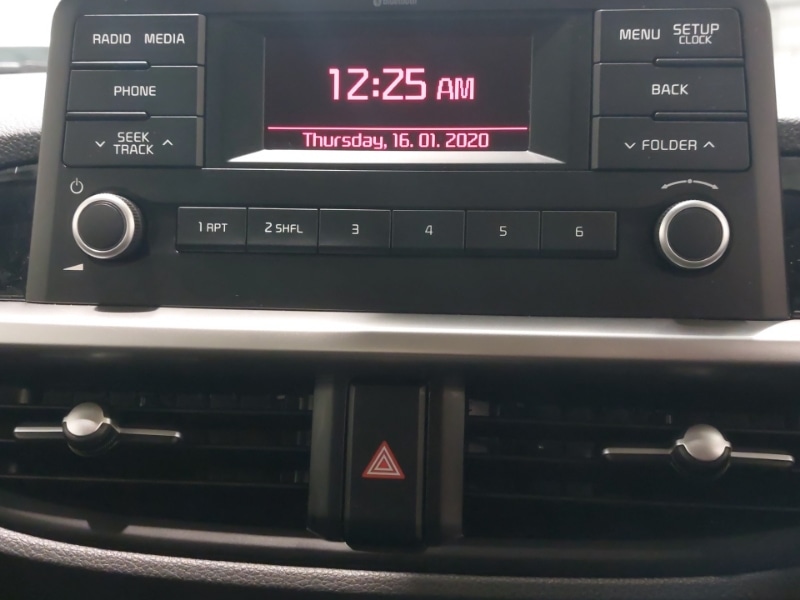 Bluetooth
RADIO MEDIA
PHONE
SEEK
TRACK
12:25 AM
Thursday, 16. 01. 2020
MENU SETUP
CLOCK
BACK
FOLDER
1 RPT 2 SHFL 3 4 5 6